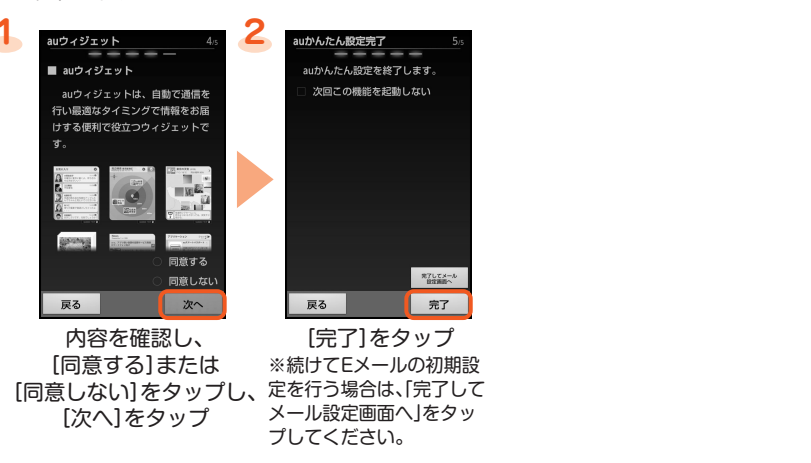 1
auウィジェット 4/5
■ auウィジェット
auウィジェットは、自動で通信を
行い最適なタイミングで情報をお届
けする便利で役立つウィジェットで
す。
同意する
同意しない
戻る 次へ
内容を確認し、
[同意する]または
[同意しない]をタップし、
[次へ]をタップ
2
auかんたん設定完了 5/5
auかんたん設定を終了します。
次回この機能を起動しない
完了してメール
設定画面へ
戻る 完了
[完了]をタップ
※続けてEメールの初期設
定を行う場合は、「完了して
メール設定画面へ」をタッ
プしてください。